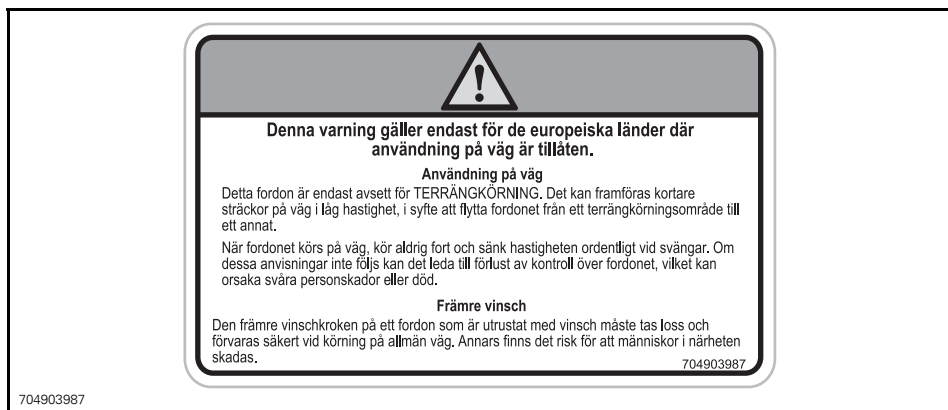 Denna varning gäller endast för de europeiska länder där
användning på väg är tillåten.
Användning på väg
Detta fordon är endast avsett för TERRÄNGKÖRNING. Det kan framföras kortare
sträckor på väg i låg hastighet, i syfte att flytta fordonet från ett terrängkörningsområde till
ett annat.
När fordonet körs på väg, kör aldrig fort och sänk hastigheten ordentligt vid svängar. Om
dessa anvisningar inte följs kan det leda till förlust av kontroll över fordonet, vilket kan
orsaka svåra personskador eller död.
Främre vinsch
Den främre vinschkroken på ett fordon som är utrustat med vinsch måste tas loss och
förvaras säkert vid körning på allmän väg. Annars finns det risk för att människor i närheten
skadas.
704903987
704903987